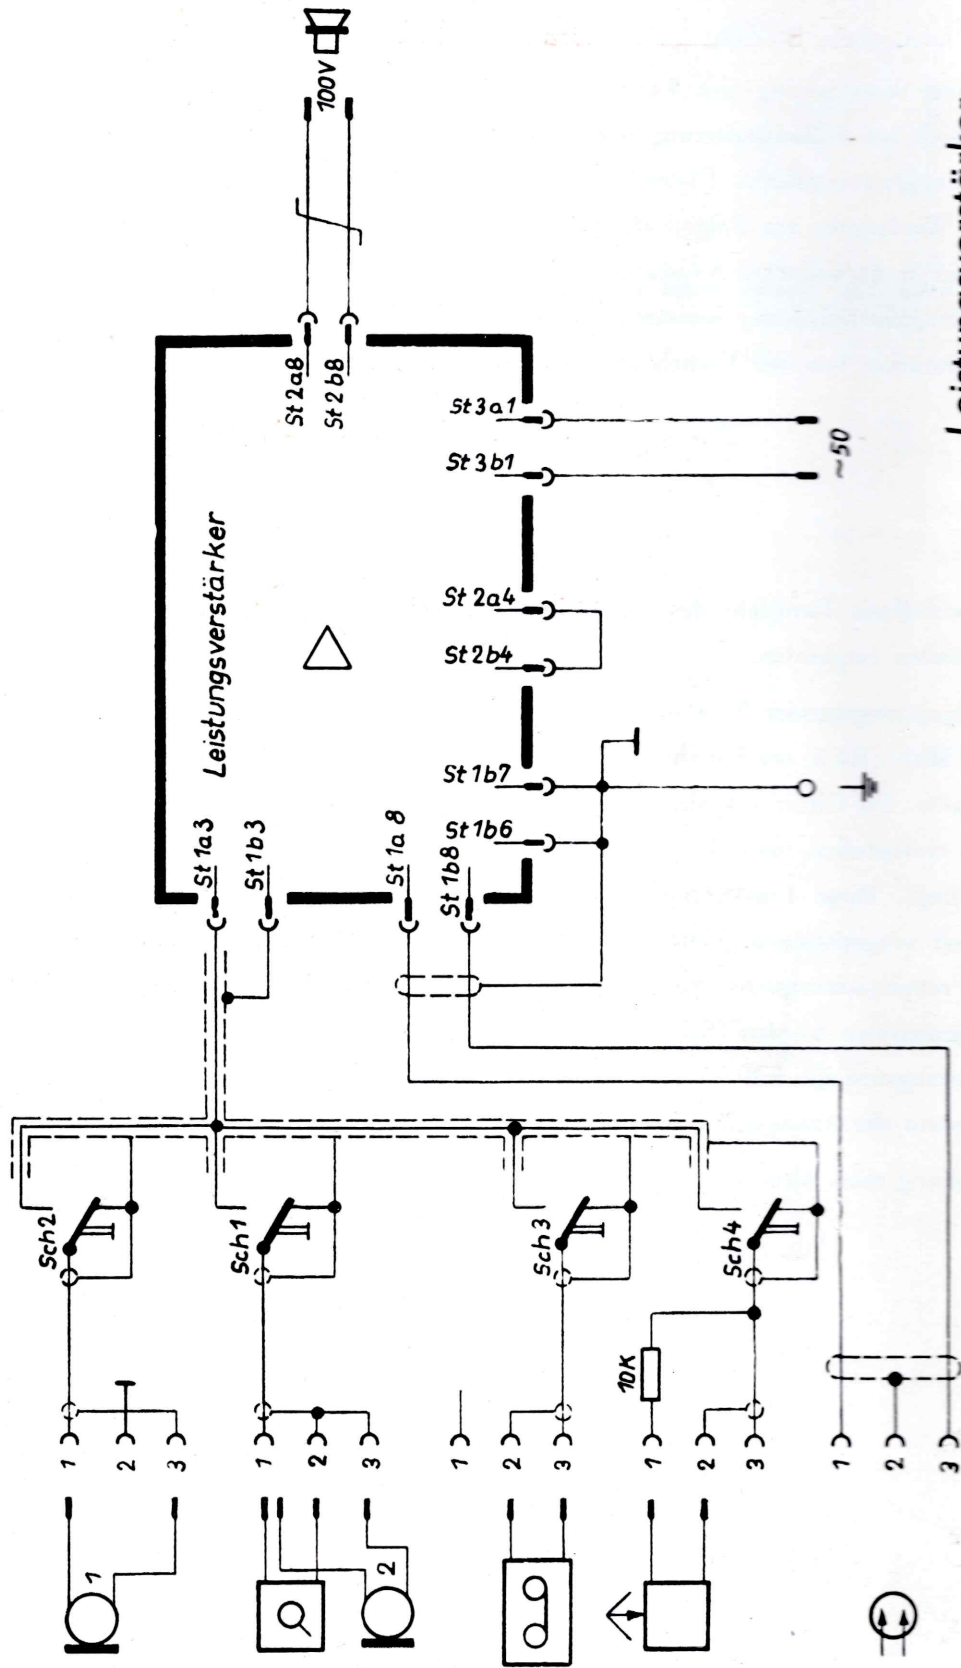 Sch2
Sch1
Sch3
Sch4
1
2
3
1
1
2
3
2
1
2
3
10K
1
2
3
1
2
3
Leistungsverstärker
St 1a3
St 1b3
St 1a8
St 1b8
St 1b6
St 1b7
St 2b4
St 2a4
St 3b1
St 3a1
St 2a8
St 2b8
100V
~50
Leistungsverstärker